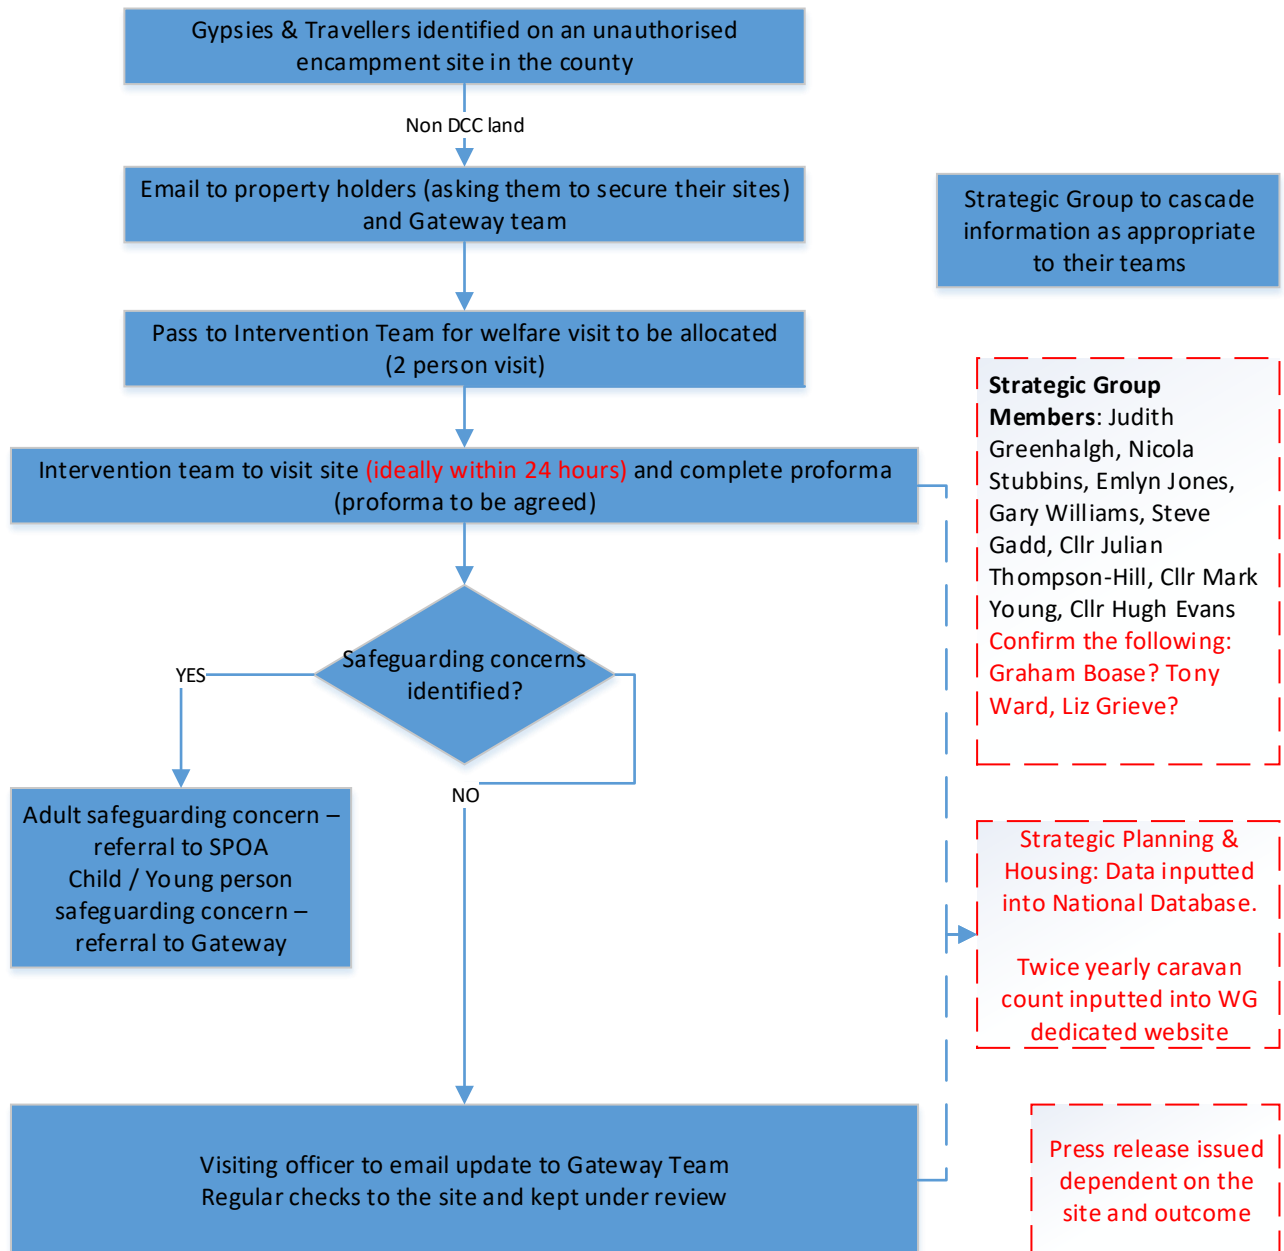 Gypsies & Travellers identified on an unauthorised
encampment site in the county
Non DCC land
Email to property holders (asking them to secure their sites)
and Gateway team
Strategic Group to cascade
information as appropriate
to their teams
Pass to Intervention Team for welfare visit to be allocated
(2 person visit)
Intervention team to visit site (ideally within 24 hours) and complete proforma
(proforma to be agreed)
Strategic Group
Members: Judith
Greenhalgh, Nicola
Stubbins, Emlyn Jones,
Gary Williams, Steve
Gadd, Cllr Julian
Thompson-Hill, Cllr Mark
Young, Cllr Hugh Evans
Confirm the following:
Graham Boase? Tony
Ward, Liz Grieve?
Safeguarding concerns
identified?
YES
NO
Adult safeguarding concern –
referral to SPOA
Child / Young person
safeguarding concern –
referral to Gateway
Strategic Planning &
Housing: Data inputted
into National Database.
Twice yearly caravan
count inputted into WG
dedicated website
Visiting officer to email update to Gateway Team
Regular checks to the site and kept under review
Press release issued
dependent on the
site and outcome